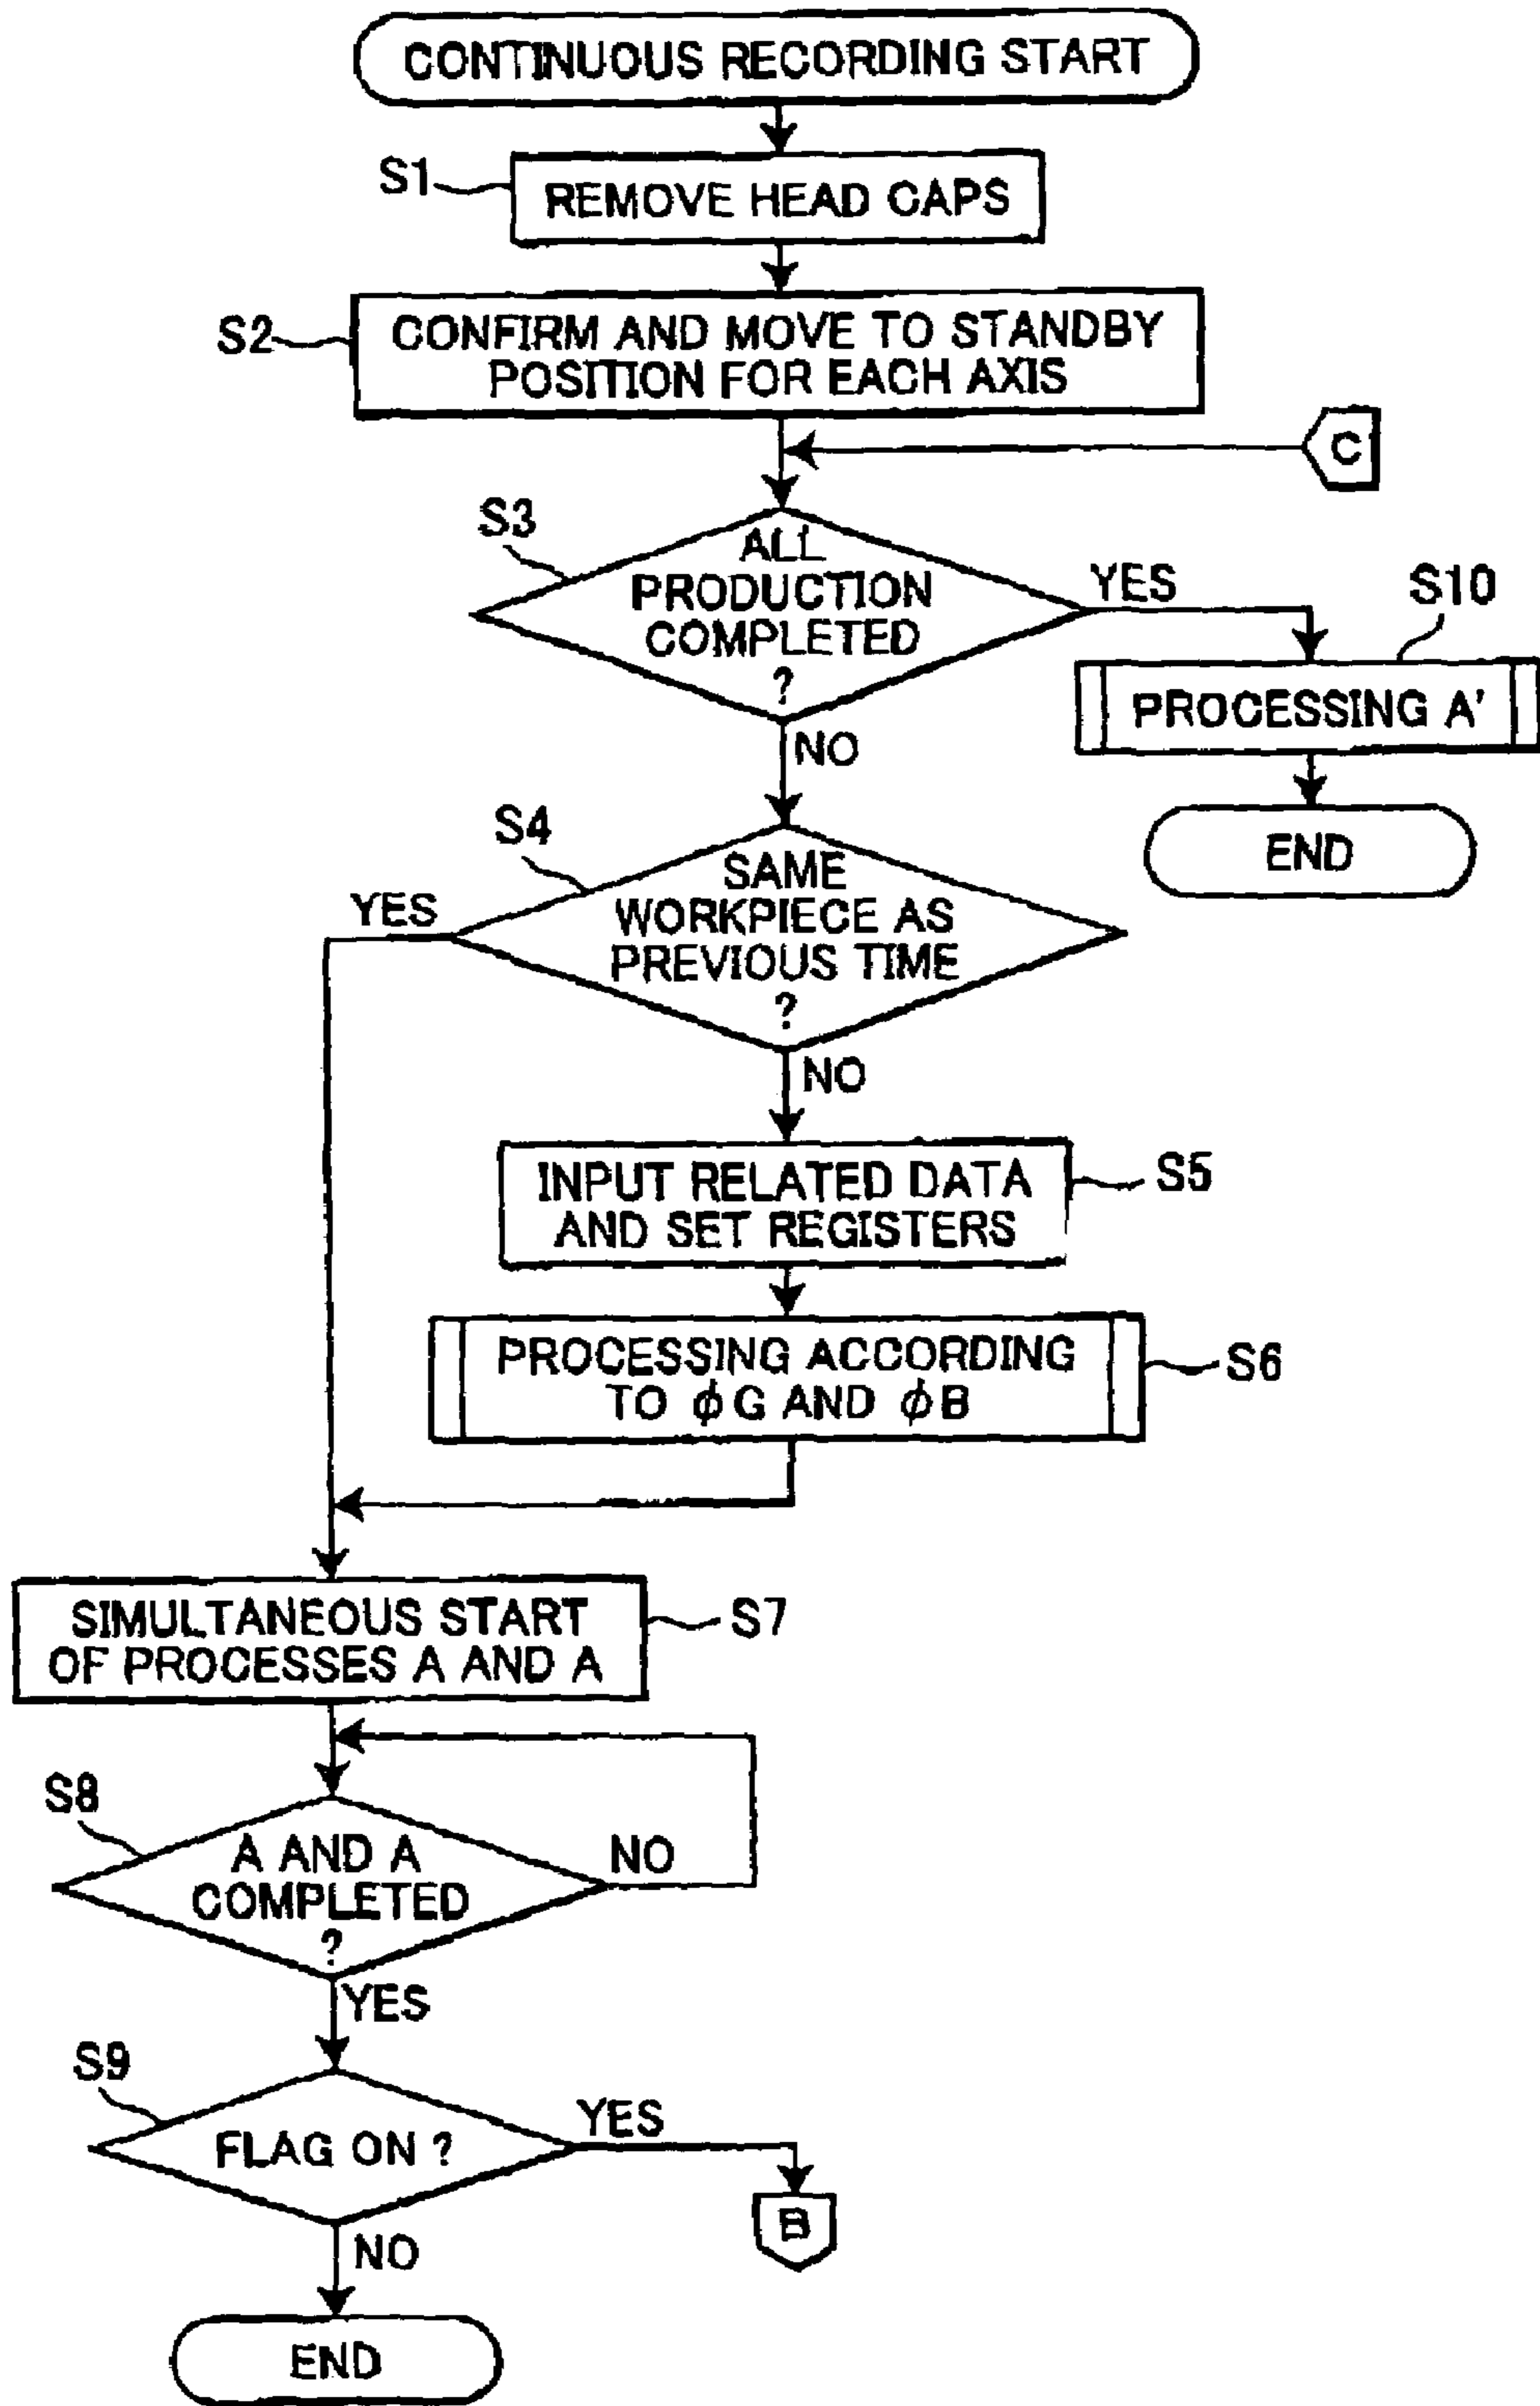 CONTINUOUS RECORDING START
S1
REMOVE HEAD CAPS
S2
CONFIRM AND MOVE TO STANDBY
POSITION FOR EACH AXIS
C
S3
ALL
PRODUCTION
COMPLETED
?
YES
S10
PROCESSING A'
NO
END
S4
SAME
WORKPIECE AS
PREVIOUS TIME
?
YES
NO
INPUT RELATED DATA
AND SET REGISTERS
S5
PROCESSING ACCORDING
TO ϕG AND ϕB
S6
SIMULTANEOUS START
OF PROCESSES A AND A
S7
S8
A AND A
COMPLETED
?
NO
YES
S9
FLAG ON ?
YES
B
NO
END